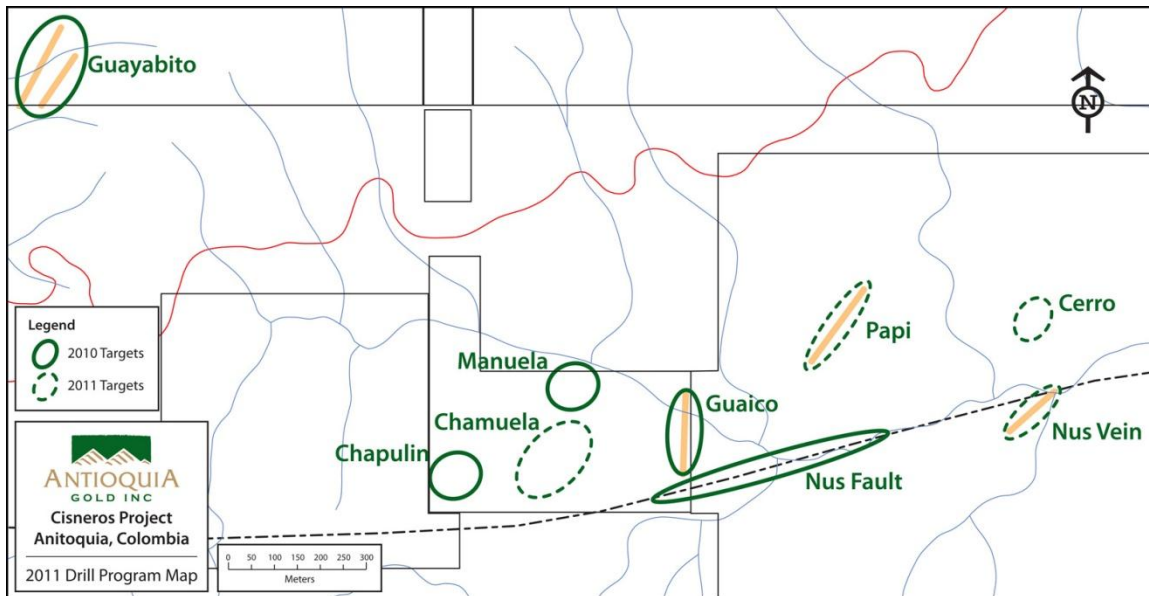 Guayabito
N
Cerro
Papi
Legend
2010 Targets
2011 Targets
Manuela
Guaico
Chamuela
Nus Vein
Chapulin
Nus Fault
ANTIOQUIA
GOLD INC
Cisneros Project
Anitoquia, Colombia
2011 Drill Program Map
0 50 100 150 200 250 300
Meters